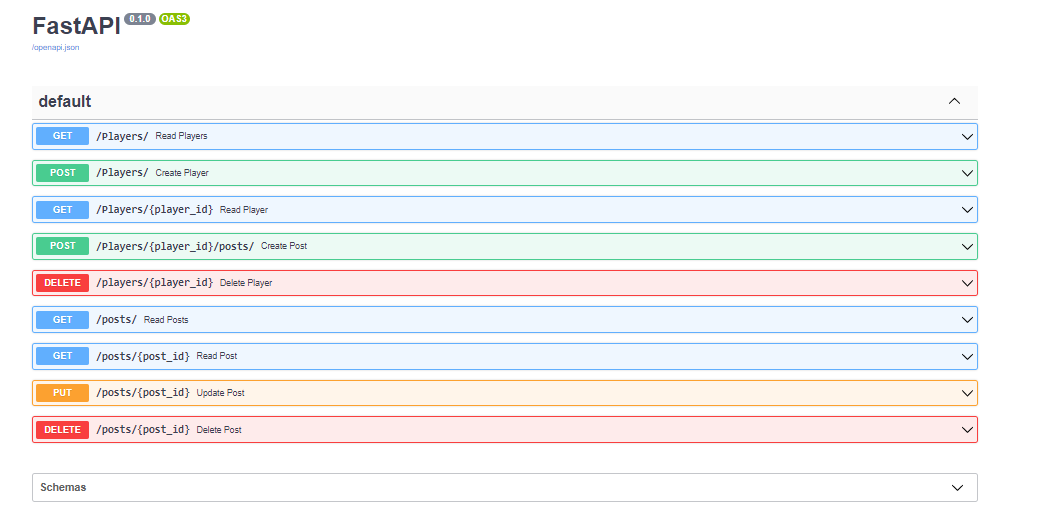 FastAPI 0.1.0 OAS3
/openapi.json
default
GET /Players/ Read Players
POST /Players/ Create Player
GET /Players/{player_id} Read Player
POST /Players/{player_id}/posts/ Create Post
DELETE /players/{player_id} Delete Player
GET /posts/ Read Posts
GET /posts/{post_id} Read Post
PUT /posts/{post_id} Update Post
DELETE /posts/{post_id} Delete Post
Schemas